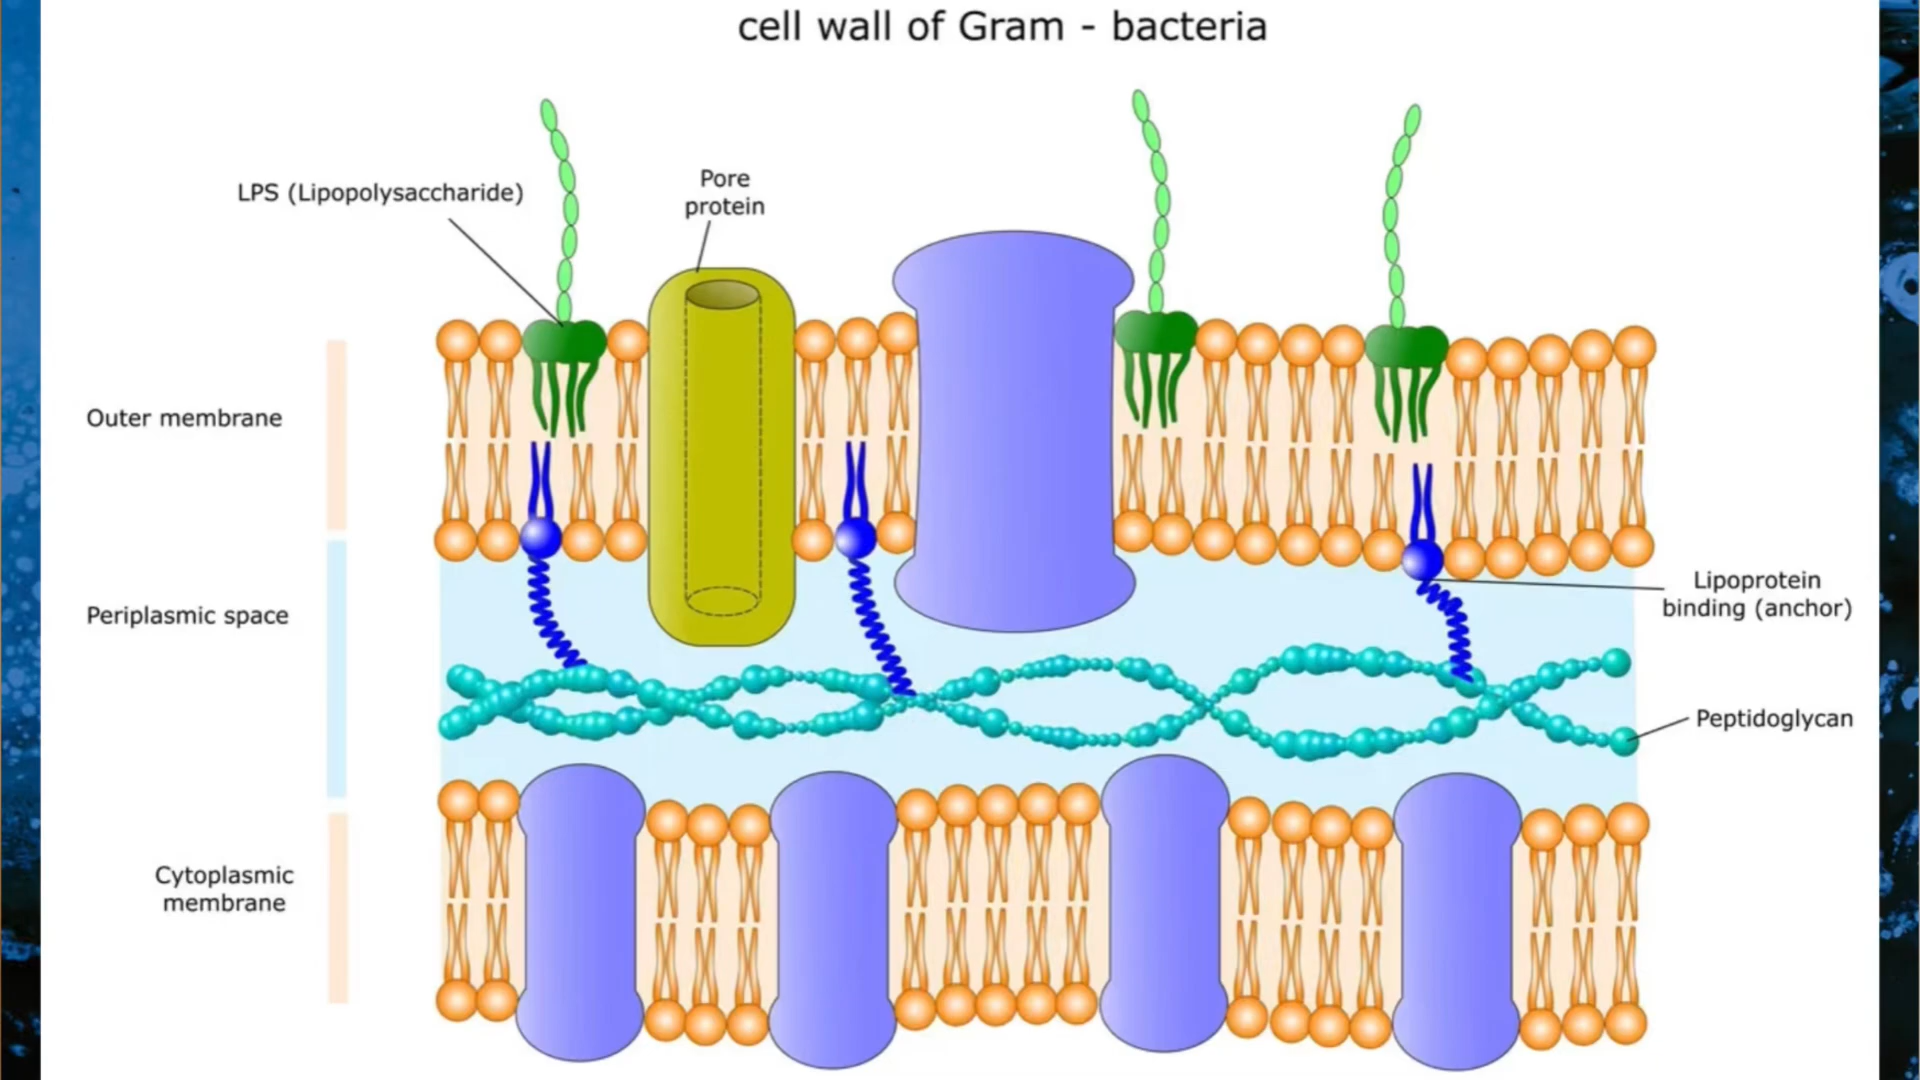 cell wall of Gram - bacteria
LPS (Lipopolysaccharide)
Pore
protein
Outer membrane
Periplasmic space
Lipoprotein
binding (anchor)
Peptidoglycan
Cytoplasmic
membrane